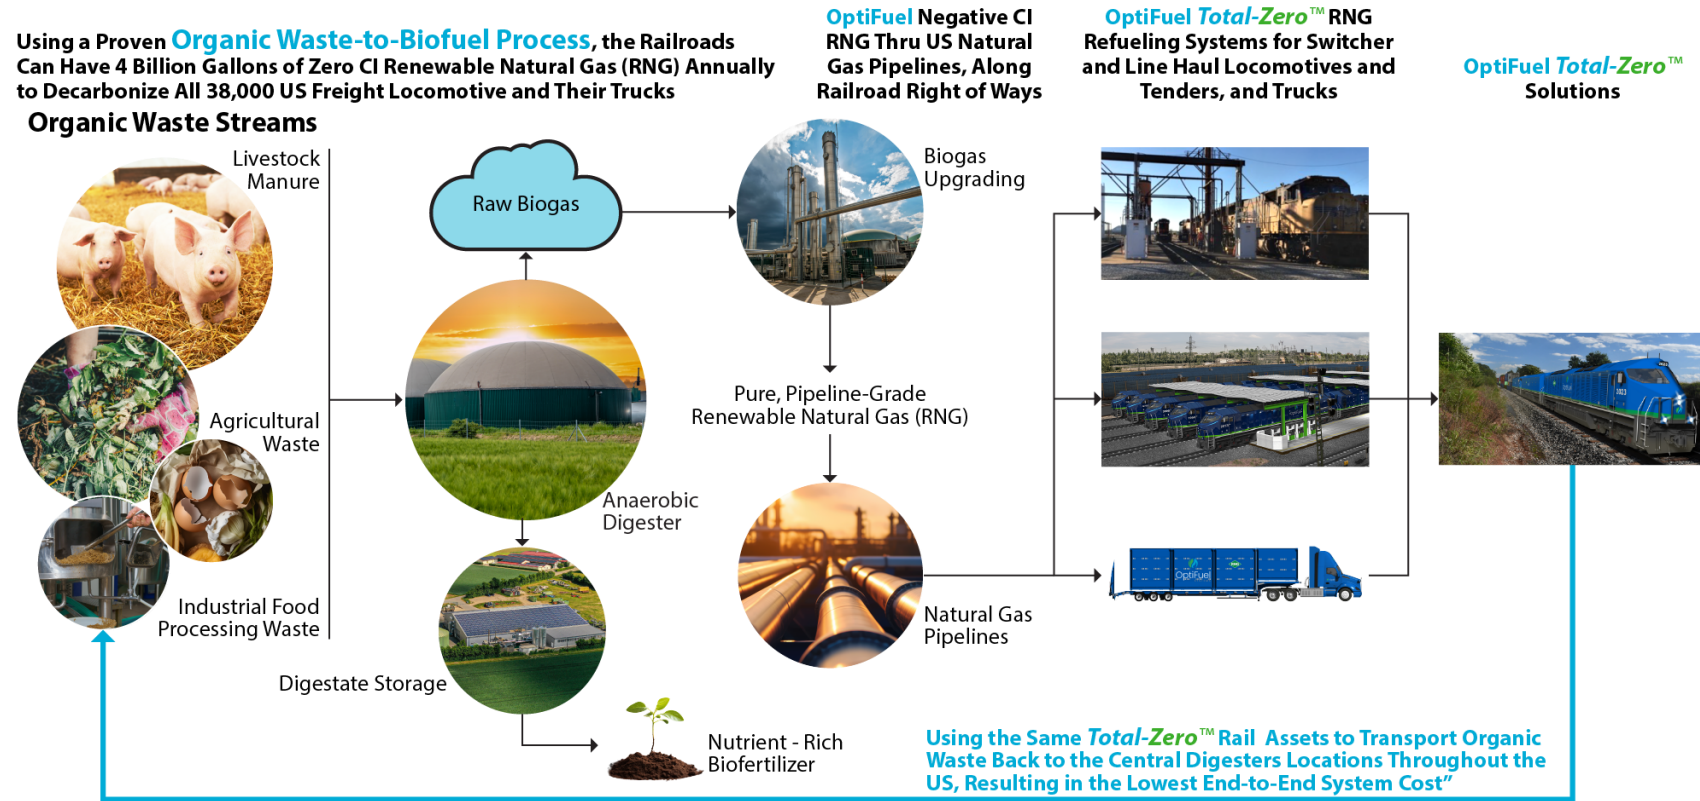 Using a Proven Organic Waste-to-Biofuel Process, the Railroads
Can Have 4 Billion Gallons of Zero CI Renewable Natural Gas (RNG) Annually
to Decarbonize All 38,000 US Freight Locomotive and Their Trucks
OptiFuel Negative CI
RNG Thru US Natural
Gas Pipelines, Along
Railroad Right of Ways
OptiFuel Total-Zero™ RNG
Refueling Systems for Switcher
and Line Haul Locomotives and
Tenders, and Trucks
OptiFuel Total-Zero™
Solutions
Organic Waste Streams
Livestock
Manure
Agricultural
Waste
Industrial Food
Processing Waste
Raw Biogas
Anaerobic
Digester
Digestate Storage
Nutrient - Rich
Biofertilizer
Biogas
Upgrading
Pure, Pipeline-Grade
Renewable Natural Gas (RNG)
Natural Gas
Pipelines
OptiFuel
Using the Same Total-Zero™ Rail  Assets to Transport Organic
Waste Back to the Central Digesters Locations Throughout the
US, Resulting in the Lowest End-to-End System Cost”